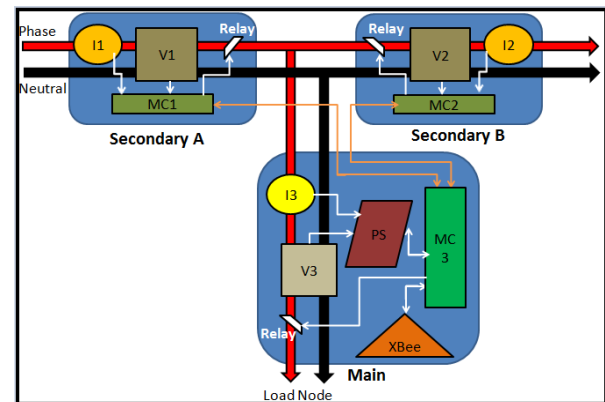 Relay
Relay
Phase
I1
V1
V2
I2
Neutral
MC1
MC2
Secondary A
Secondary B
I3
PS
MC
3
V3
Relay
XBee
Main
Load Node